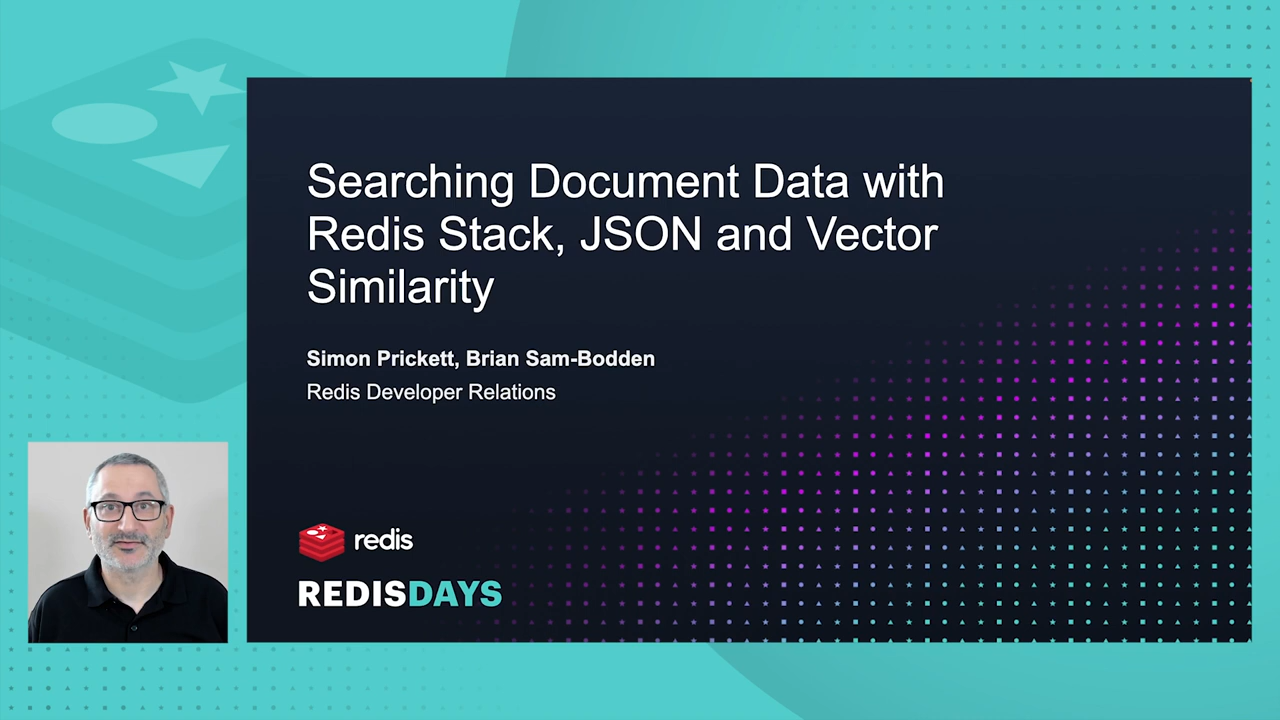 Searching Document Data with
Redis Stack, JSON and Vector
Similarity
Simon Prickett, Brian Sam-Bodden
Redis Developer Relations
redis
REDISDAYS